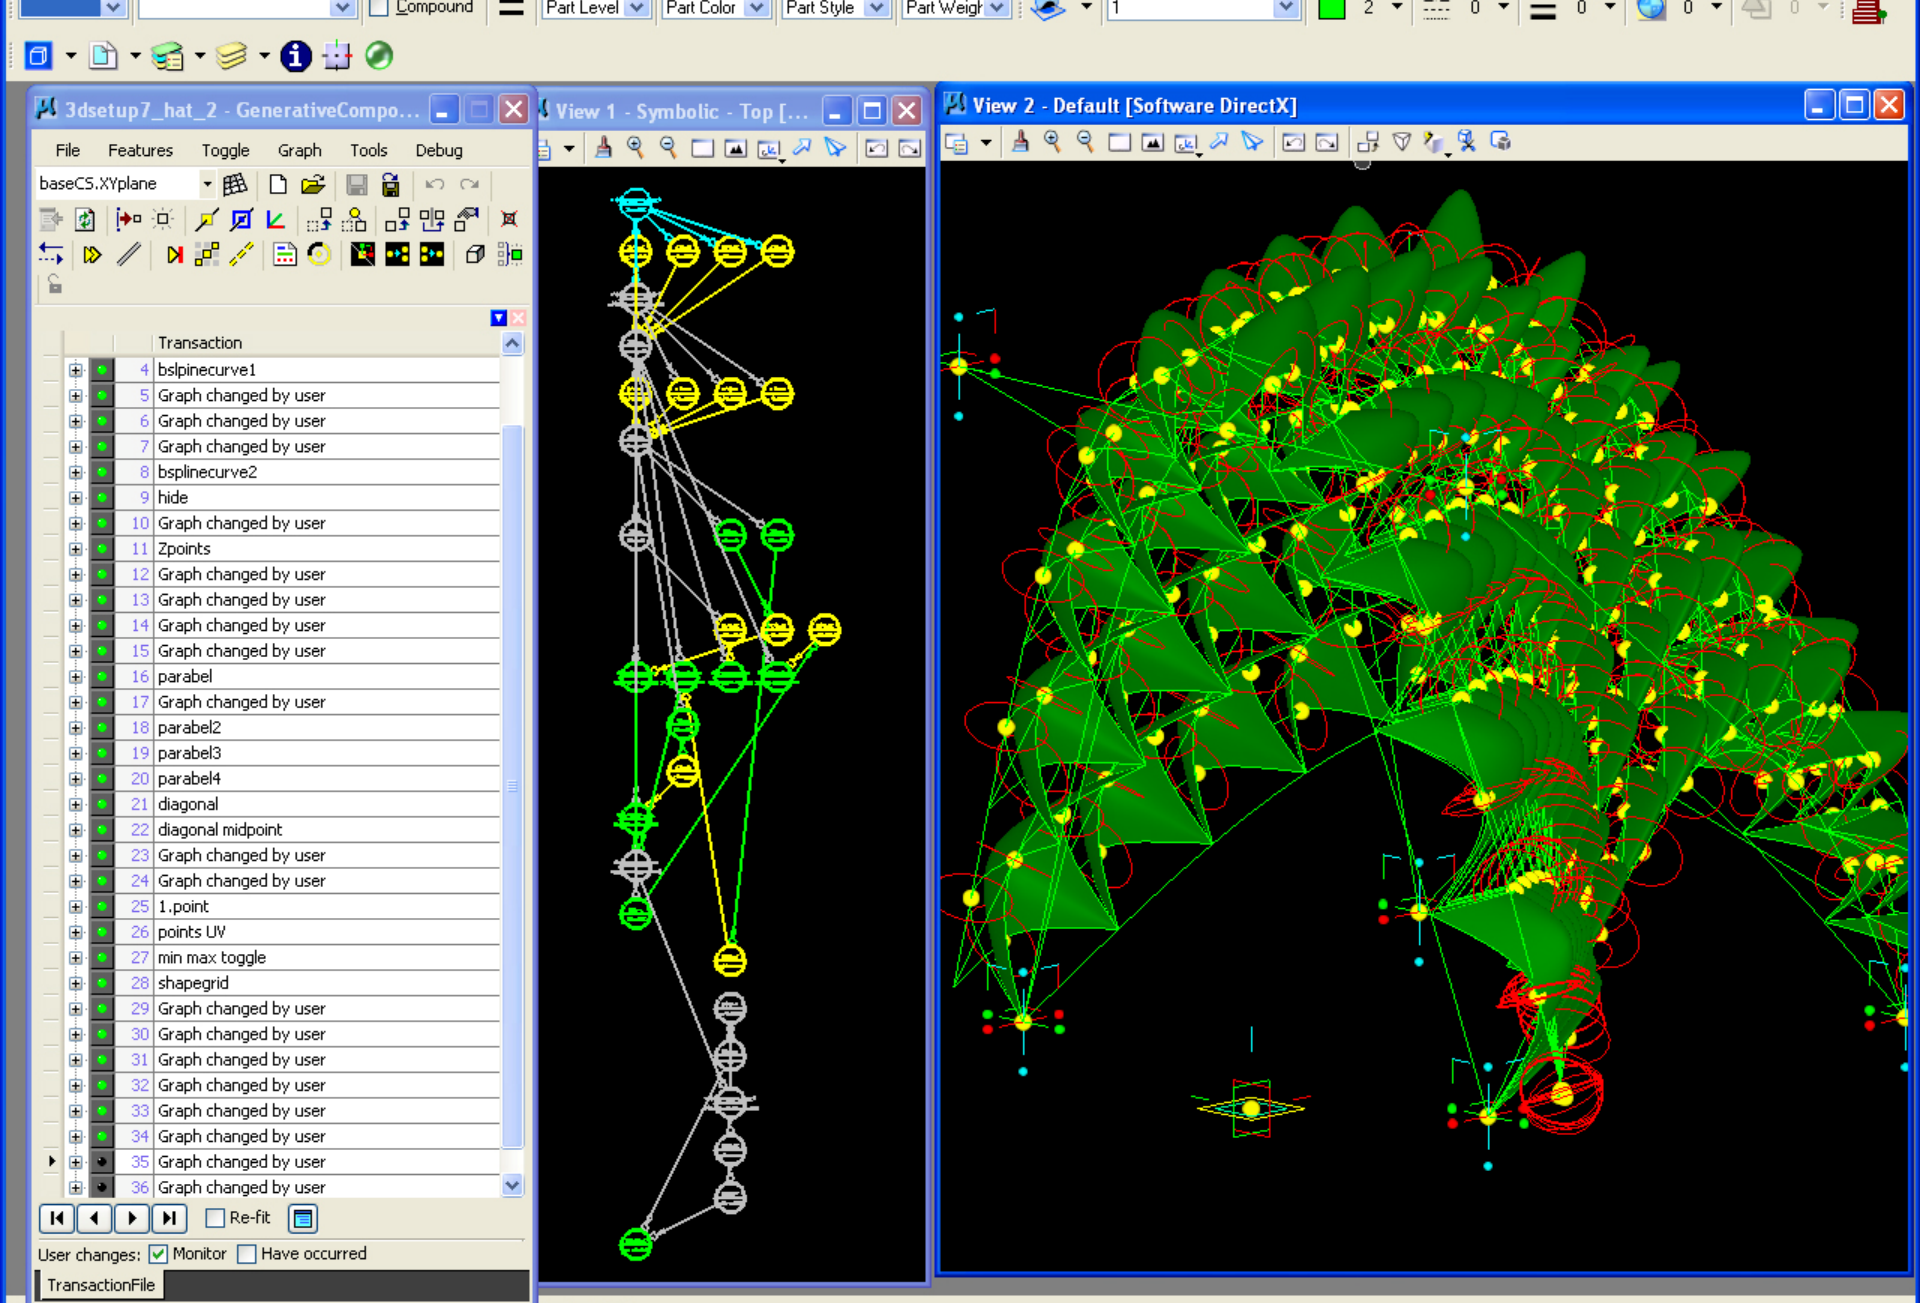 Compound Part Level Part Color Part Style Part Weigh 1 2 0 0 0 0
3dsetup7_hat_2 - GenerativeCompo...
File Features Toggle Graph Tools Debug
baseCS.XYplane
Transaction
4 bslpinecurve1
5 Graph changed by user
6 Graph changed by user
7 Graph changed by user
8 bsplinecurve2
9 hide
10 Graph changed by user
11 Zpoints
12 Graph changed by user
13 Graph changed by user
14 Graph changed by user
15 Graph changed by user
16 parabel
17 Graph changed by user
18 parabel2
19 parabel3
20 parabel4
21 diagonal
22 diagonal midpoint
23 Graph changed by user
24 Graph changed by user
25 1.point
26 points UV
27 min max toggle
28 shapegrid
29 Graph changed by user
30 Graph changed by user
31 Graph changed by user
32 Graph changed by user
33 Graph changed by user
34 Graph changed by user
35 Graph changed by user
36 Graph changed by user
Re-fit
User changes: Monitor Have occurred
TransactionFile
View 1 - Symbolic - Top [...
View 2 - Default [Software DirectX]